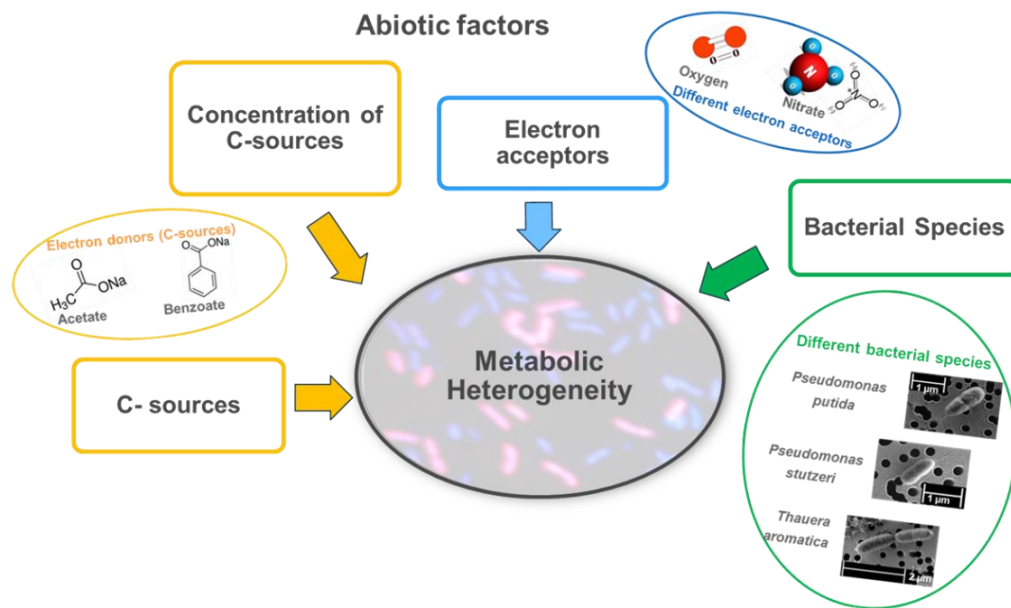 Abiotic factors
Concentration of
C-sources
Electron
acceptors
Oxygen
Nitrate
Different electron acceptors
Bacterial Species
Electron donors (C-sources)
O
ONa
H₃C
ONa
Acetate
Benzoate
C- sources
Metabolic
Heterogeneity
Different bacterial species
Pseudomonas
putida
1 µm
Pseudomonas
stutzeri
1 µm
Thauera
aromatica
2 µm